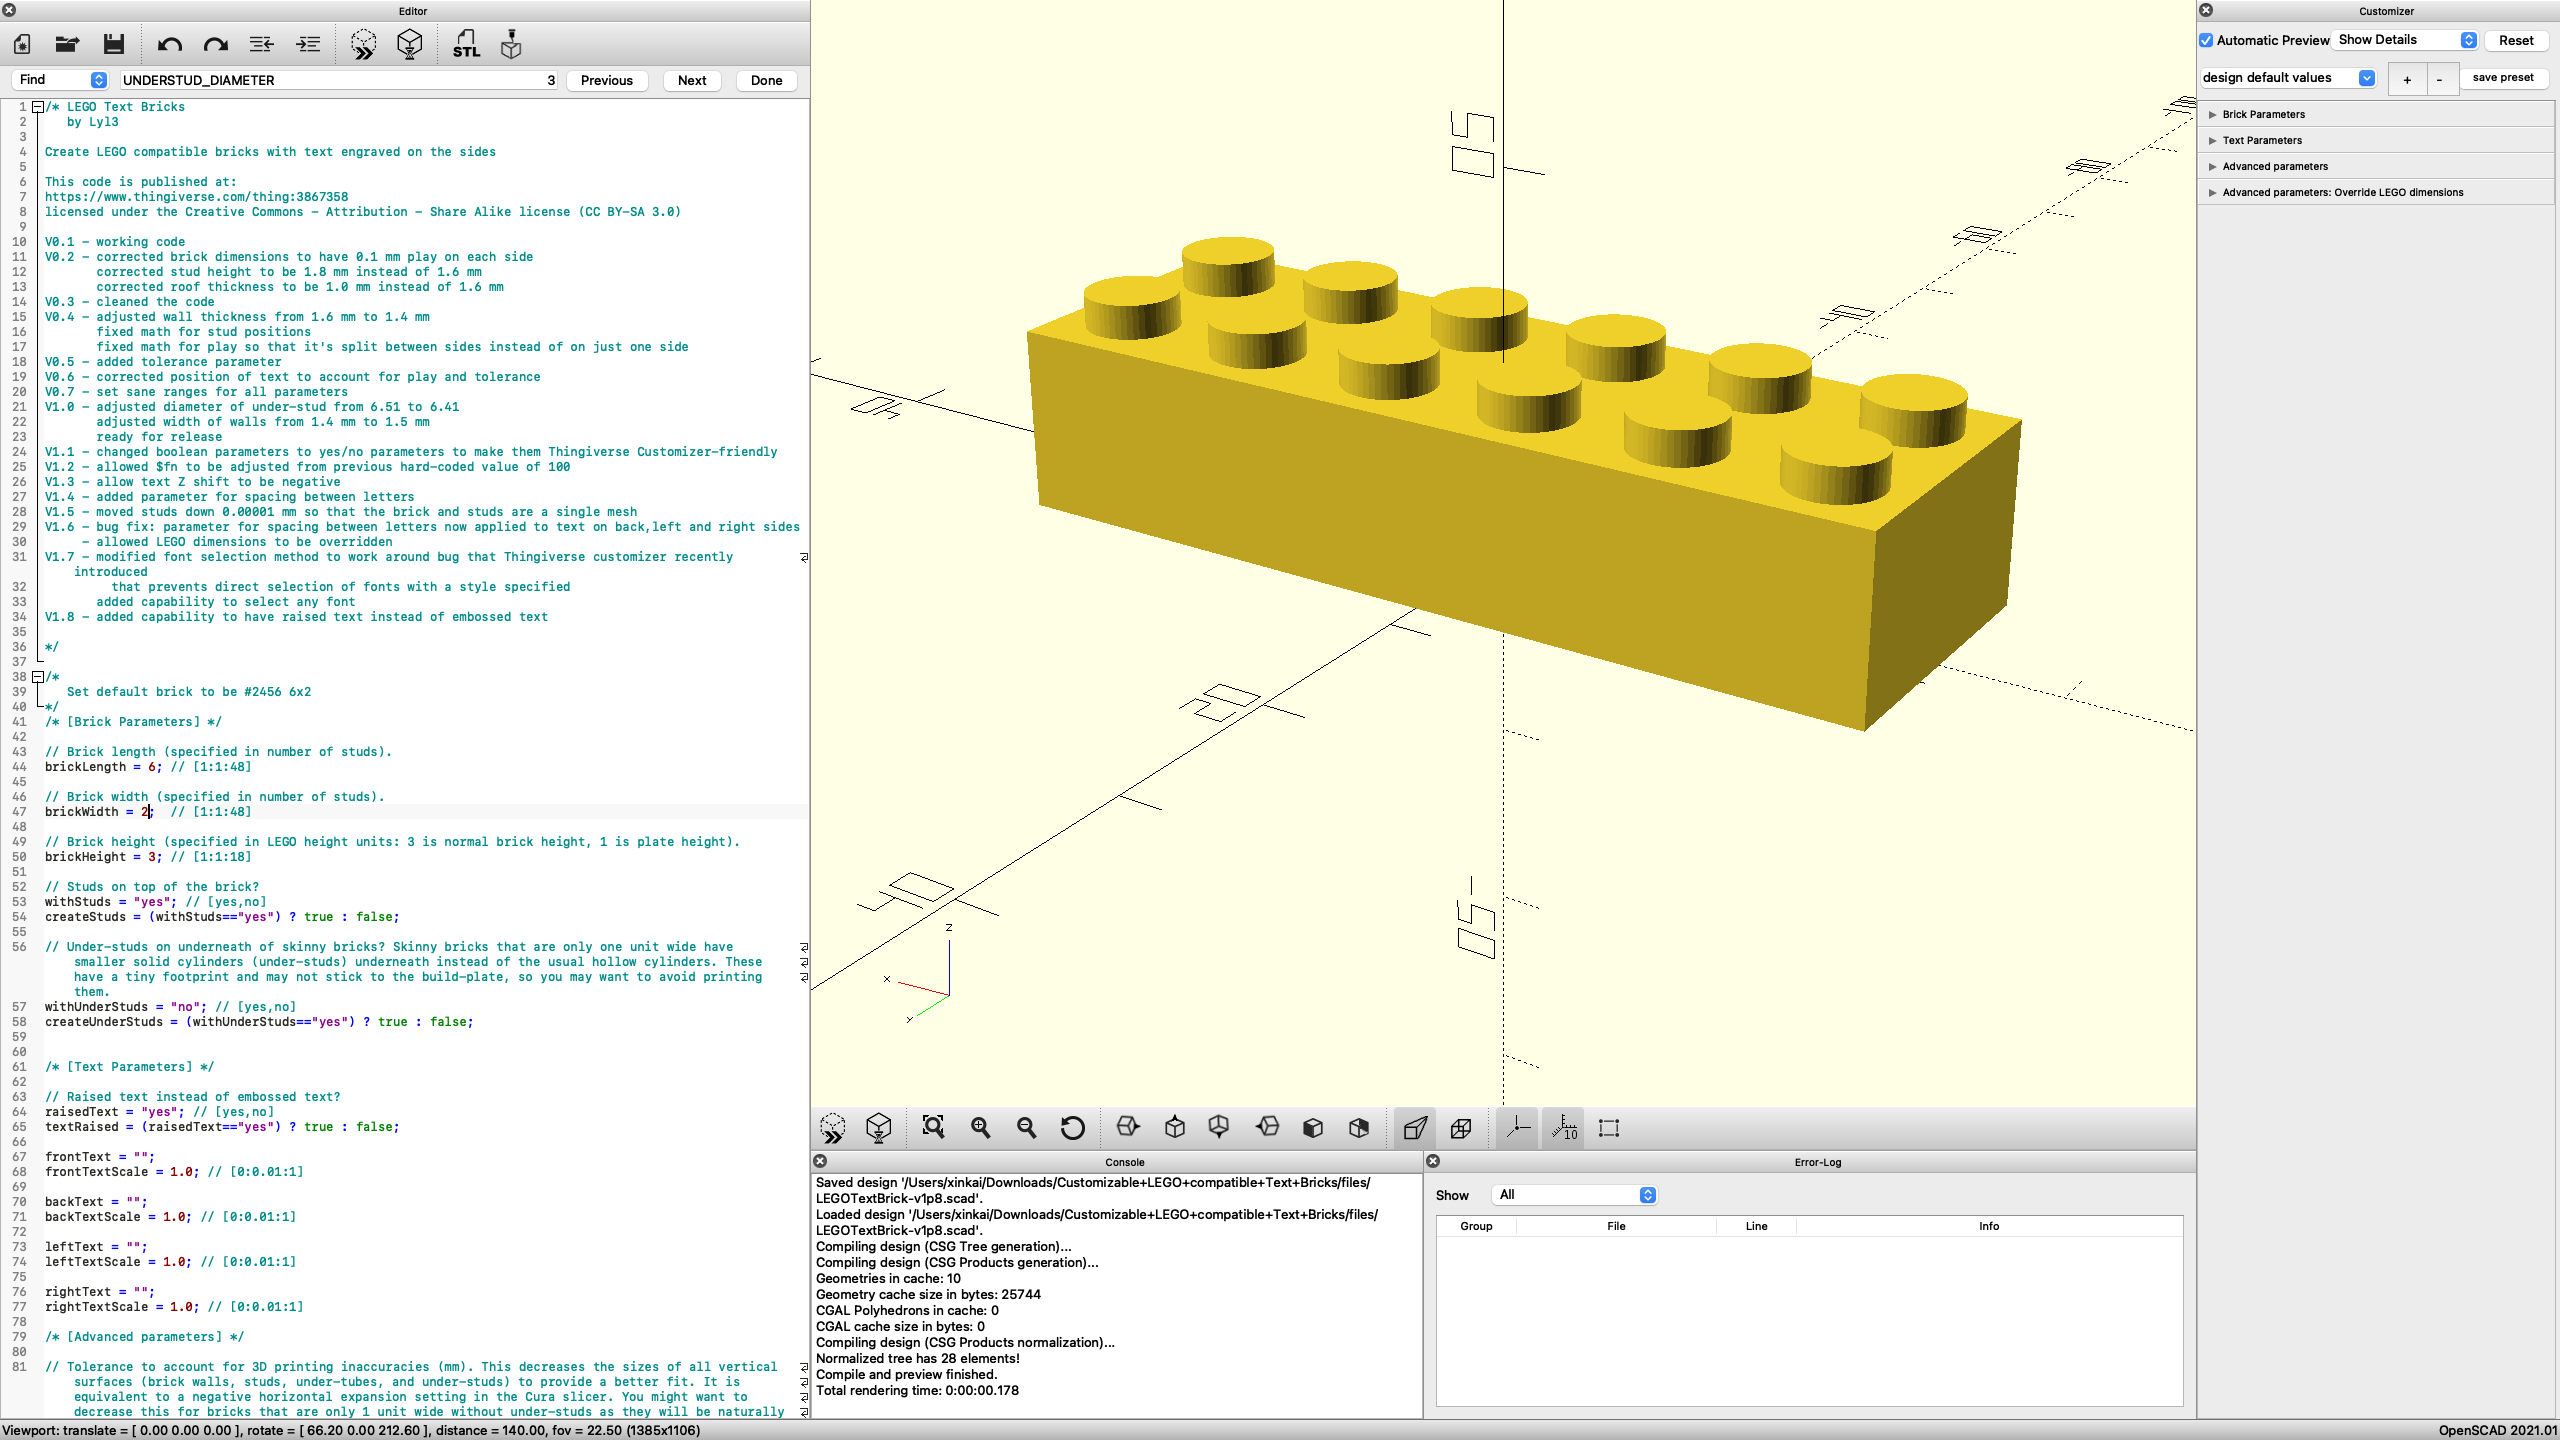 Editor
STL
Find
UNDERSTUD_DIAMETER 3
Previous
Next
Done
1 /* LEGO Text Bricks
2 by Lyl3
3
4 Create LEGO compatible bricks with text engraved on the sides
5
6 This code is published at:
7 https://www.thingiverse.com/thing:3867358
8 licensed under the Creative Commons - Attribution - Share Alike license (CC BY-SA 3.0)
9
10 V0.1 - working code
11 V0.2 - corrected brick dimensions to have 0.1 mm play on each side
12 corrected stud height to be 1.8 mm instead of 1.6 mm
13 corrected roof thickness to be 1.0 mm instead of 1.6 mm
14 V0.3 - cleaned the code
15 V0.4 - adjusted wall thickness from 1.6 mm to 1.4 mm
16 fixed math for stud positions
17 fixed math for play so that it's split between sides instead of on just one side
18 V0.5 - added tolerance parameter
19 V0.6 - corrected position of text to account for play and tolerance
20 V0.7 - set sane ranges for all parameters
21 V1.0 - adjusted diameter of under-stud from 6.51 to 6.41
22 adjusted width of walls from 1.4 mm to 1.5 mm
23 ready for release
24 V1.1 - changed boolean parameters to yes/no parameters to make them Thingiverse Customizer-friendly
25 V1.2 - allowed $fn to be adjusted from previous hard-coded value of 100
26 V1.3 - allow text Z shift to be negative
27 V1.4 - added parameter for spacing between letters
28 V1.5 - moved studs down 0.00001 mm so that the brick and studs are a single mesh
29 V1.6 - bug fix: parameter for spacing between letters now applied to text on back,left and right sides
30 - allowed LEGO dimensions to be overridden
31 V1.7 - modified font selection method to work around bug that Thingiverse customizer recently
introduced
32 that prevents direct selection of fonts with a style specified
33 added capability to select any font
34 V1.8 - added capability to have raised text instead of embossed text
35
36 */
37
38 /*
39 Set default brick to be #2456 6x2
40 */
41 /* [Brick Parameters] */
42
43 // Brick length (specified in number of studs).
44 brickLength = 6; // [1:1:48]
45
46 // Brick width (specified in number of studs).
47 brickWidth = 2; // [1:1:48]
48
49 // Brick height (specified in LEGO height units: 3 is normal brick height, 1 is plate height).
50 brickHeight = 3; // [1:1:18]
51
52 // Studs on top of the brick?
53 withStuds = "yes"; // [yes,no]
54 createStuds = (withStuds=="yes") ? true : false;
55
56 // Under-studs on underneath of skinny bricks? Skinny bricks that are only one unit wide have
smaller solid cylinders (under-studs) underneath instead of the usual hollow cylinders. These
have a tiny footprint and may not stick to the build-plate, so you may want to avoid printing
them.
57 withUnderStuds = "no"; // [yes,no]
58 createUnderStuds = (withUnderStuds=="yes") ? true : false;
59
60
61 /* [Text Parameters] */
62
63 // Raised text instead of embossed text?
64 raisedText = "yes"; // [yes,no]
65 textRaised = (raisedText=="yes") ? true : false;
66
67 frontText = "";
68 frontTextScale = 1.0; // [0:0.01:1]
69
70 backText = "";
71 backTextScale = 1.0; // [0:0.01:1]
72
73 leftText = "";
74 leftTextScale = 1.0; // [0:0.01:1]
75
76 rightText = "";
77 rightTextScale = 1.0; // [0:0.01:1]
78
79 /* [Advanced parameters] */
80
81 // Tolerance to account for 3D printing inaccuracies (mm). This decreases the sizes of all vertical
surfaces (brick walls, studs, under-tubes, and under-studs) to provide a better fit. It is
equivalent to a negative horizontal expansion setting in the Cura slicer. You might want to
decrease this for bricks that are only 1 unit wide without under-studs as they will be naturally
10
20
10
-10
z
x
y
10
Console
Saved design '/Users/xinkai/Downloads/Customizable+LEGO+compatible+Text+Bricks/files/
LEGOTextBrick-v1p8.scad'.
Loaded design '/Users/xinkai/Downloads/Customizable+LEGO+compatible+Text+Bricks/files/
LEGOTextBrick-v1p8.scad'.
Compiling design (CSG Tree generation)...
Compiling design (CSG Products generation)...
Geometries in cache: 10
Geometry cache size in bytes: 25744
CGAL Polyhedrons in cache: 0
CGAL cache size in bytes: 0
Compiling design (CSG Products normalization)...
Normalized tree has 28 elements!
Compile and preview finished.
Total rendering time: 0:00:00.178
Error-Log
Show All
Group File Line Info
Customizer
Automatic Preview
Show Details
Reset
design default values
+
-
save preset
Brick Parameters
Text Parameters
Advanced parameters
Advanced parameters: Override LEGO dimensions
Viewport: translate = [ 0.00 0.00 0.00 ], rotate = [ 66.20 0.00 212.60 ], distance = 140.00, fov = 22.50 (1385x1106)
OpenSCAD 2021.01